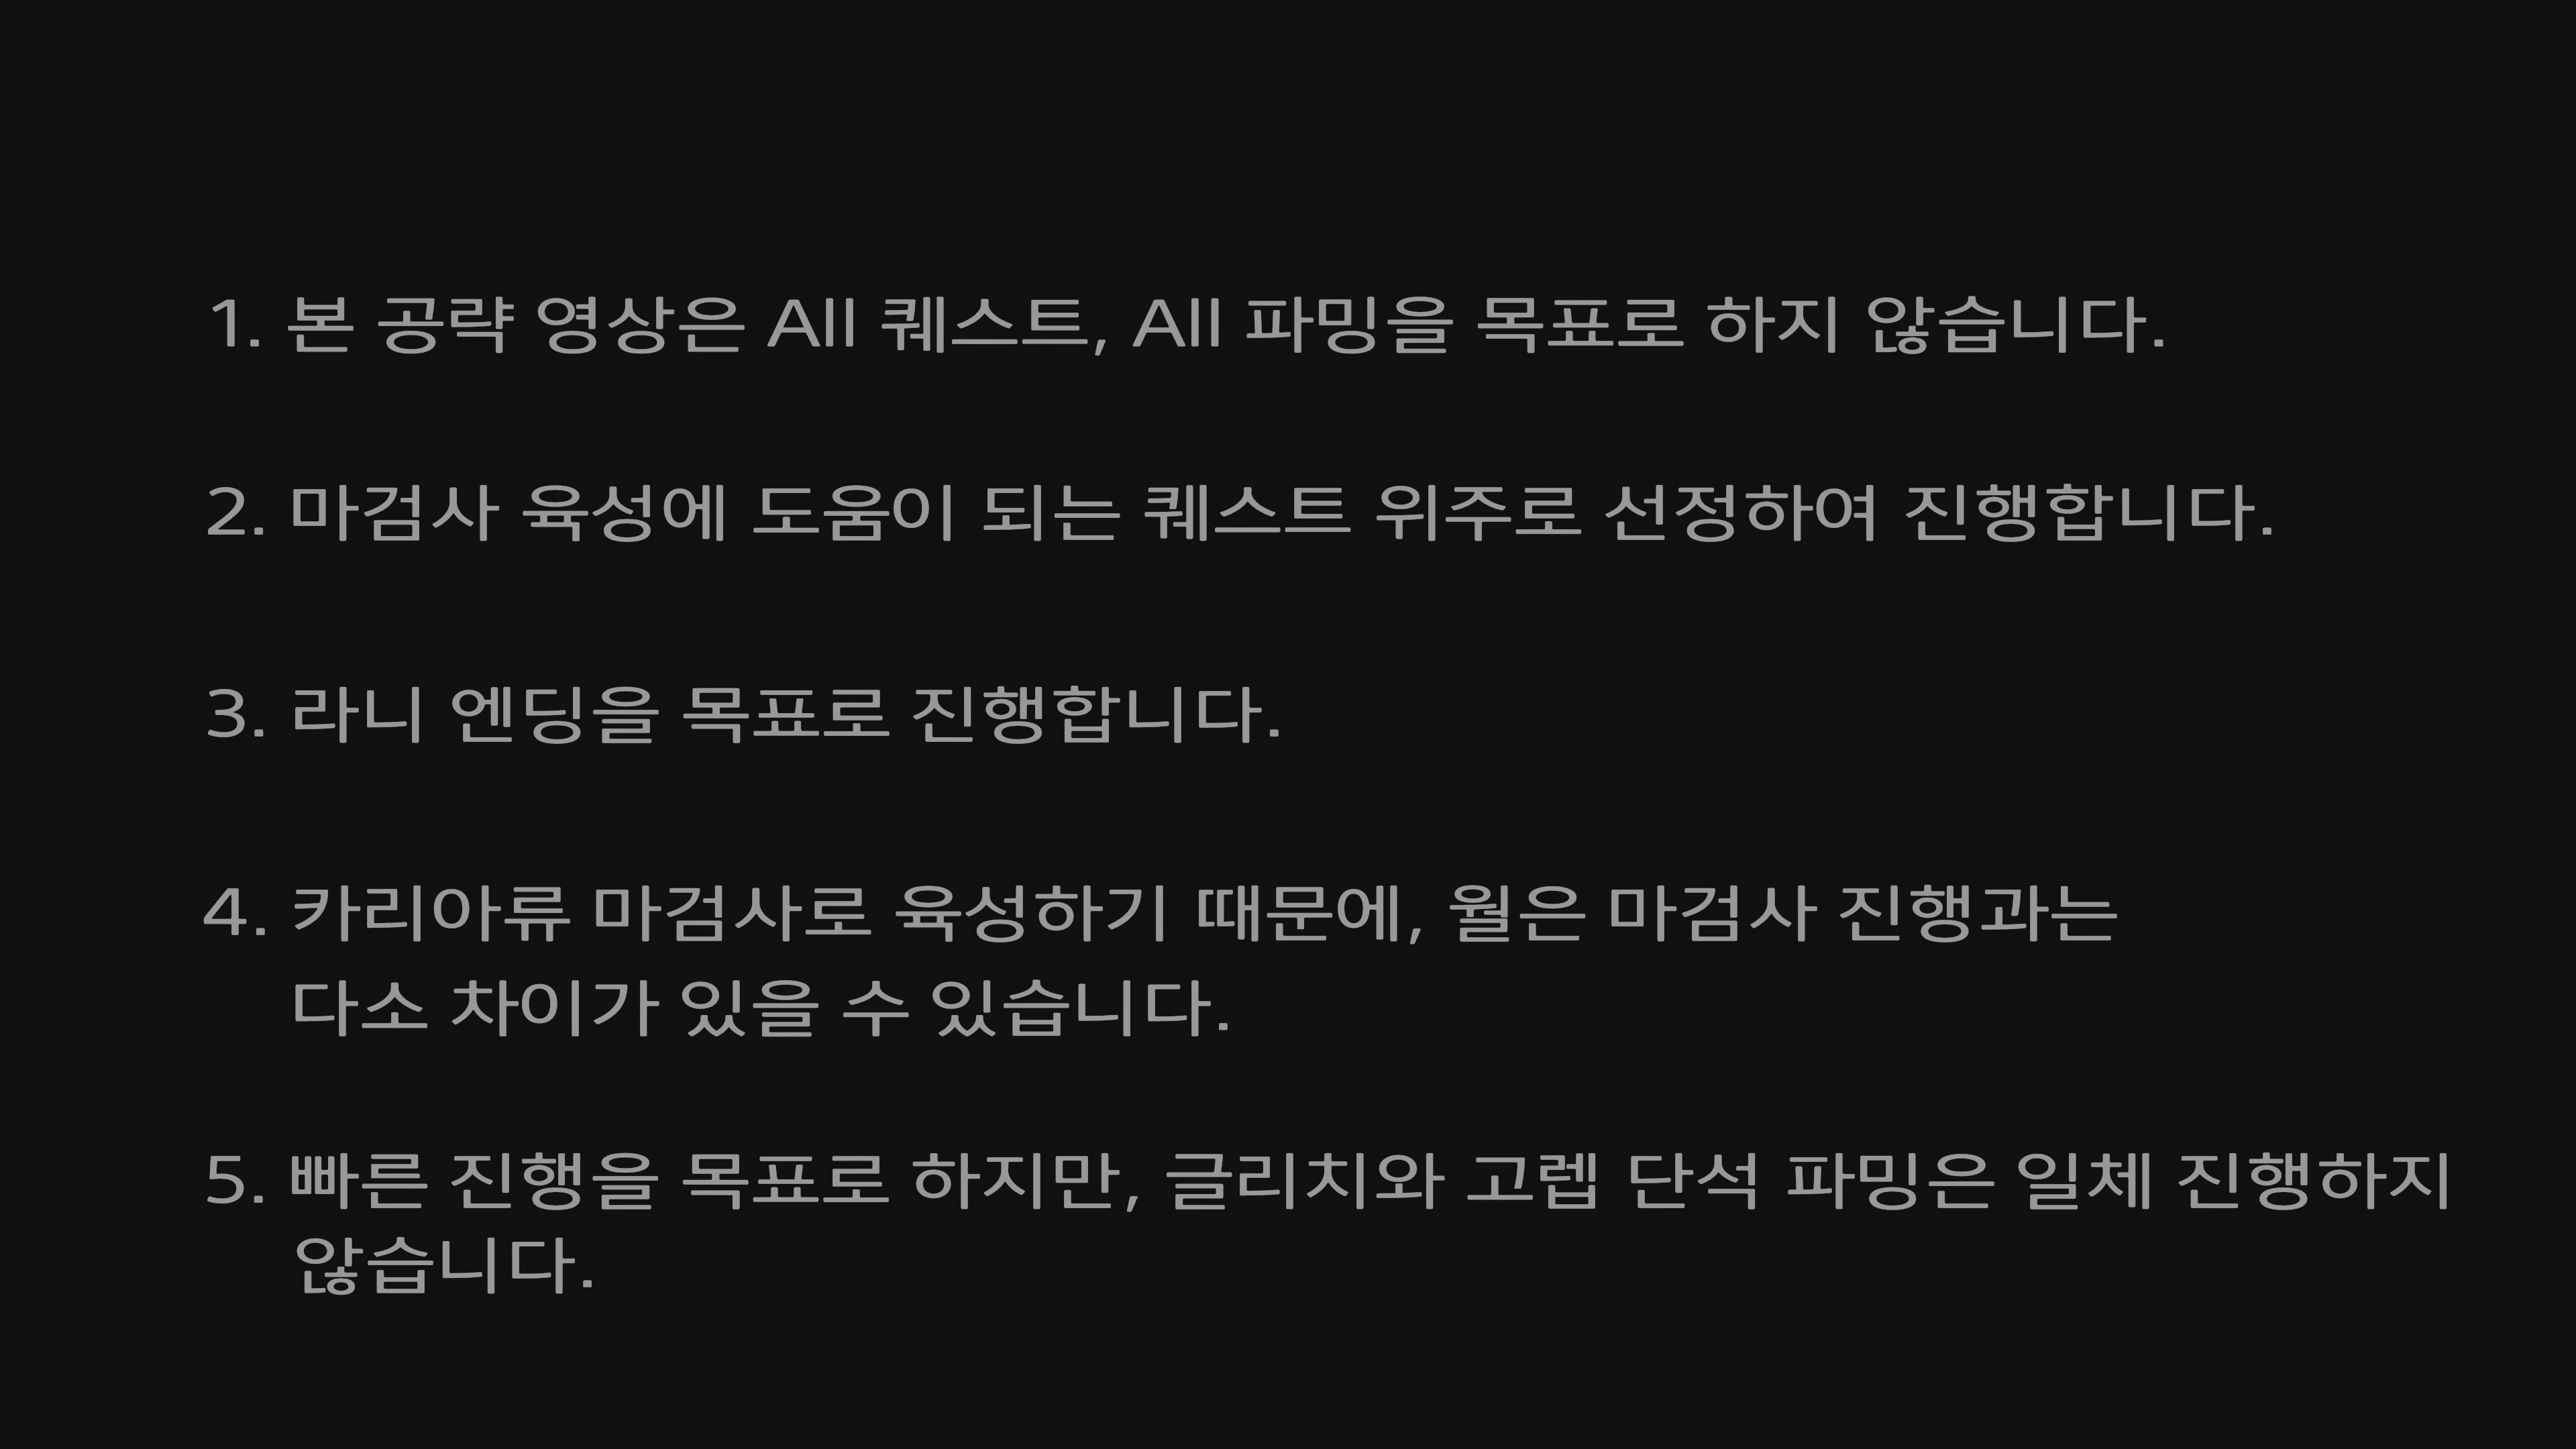 1. 본 공략 영상은 All 퀘스트, All 파밍을 목표로 하지 않습니다.
2. 마검사 육성에 도움이 되는 퀘스트 위주로 선정하여 진행합니다.
3. 라니 엔딩을 목표로 진행합니다.
4. 카리아류 마검사로 육성하기 때문에, 월은 마검사 진행과는
다소 차이가 있을 수 있습니다.
5. 빠른 진행을 목표로 하지만, 글리치와 고렙 단석 파밍은 일체 진행하지
않습니다.